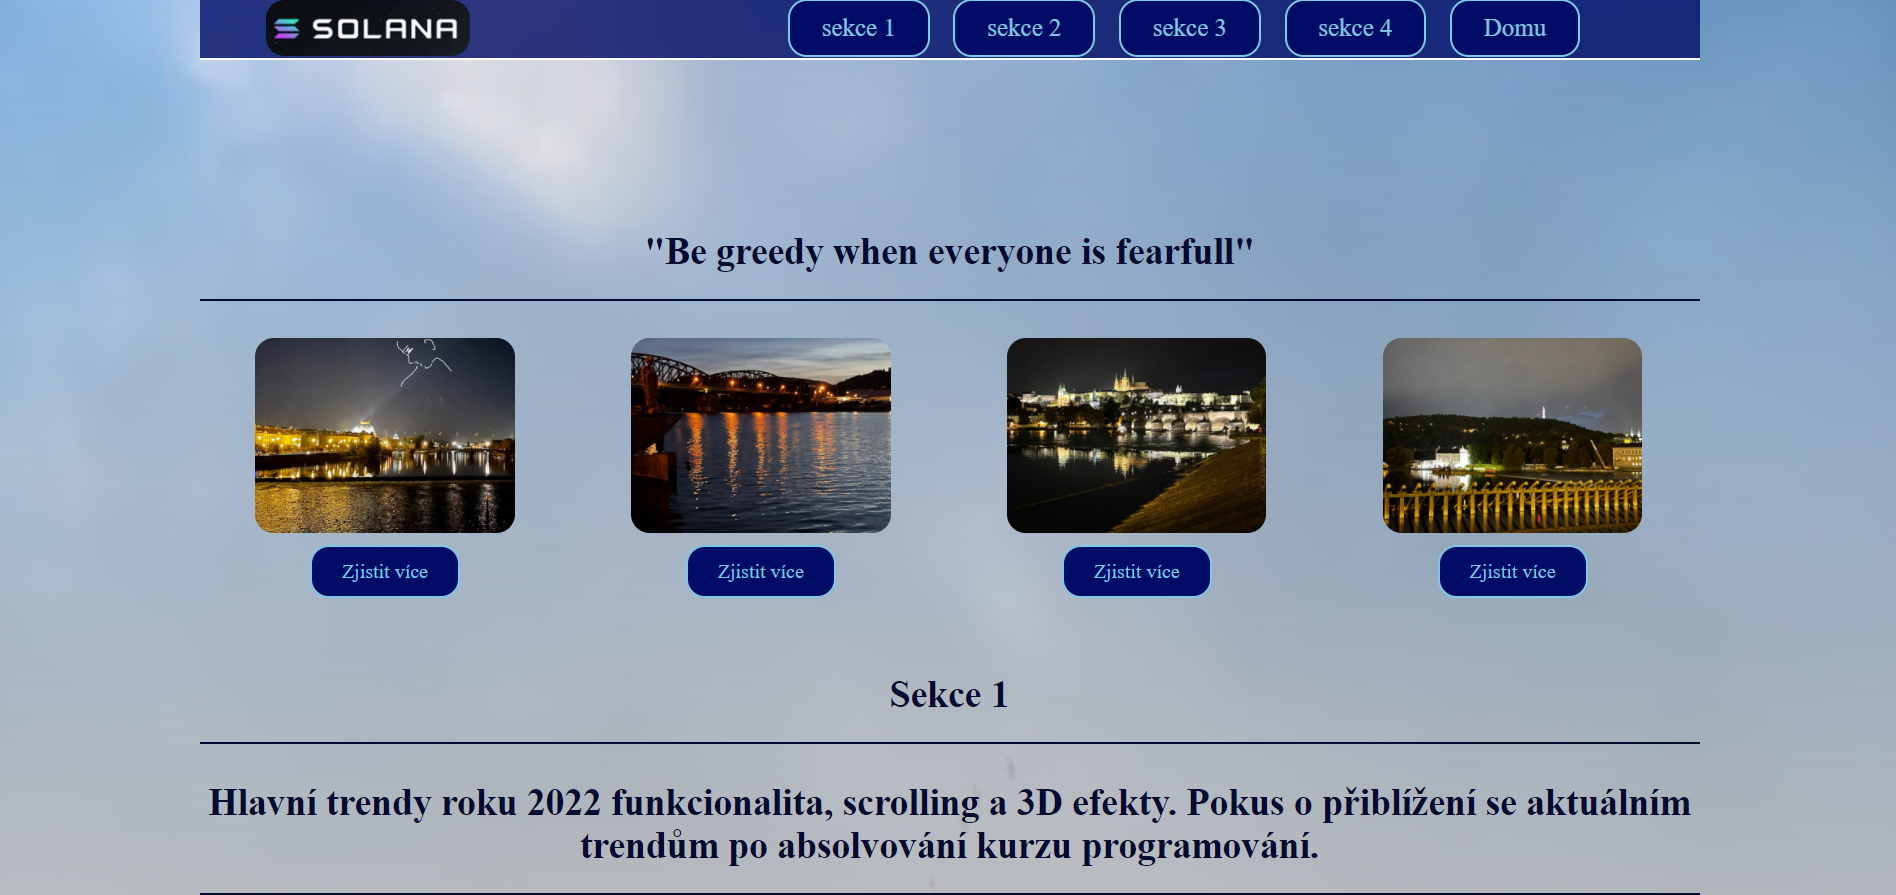 SOLANA
sekce 1
sekce 2
sekce 3
sekce 4
Domu
"Be greedy when everyone is fearfull"
Zjistit více
Zjistit více
Zjistit více
Zjistit více
Sekce 1
Hlavní trendy roku 2022 funkcionalita, scrolling a 3D efekty. Pokus o přiblížení se aktuálním
trendům po absolvování kurzu programování.